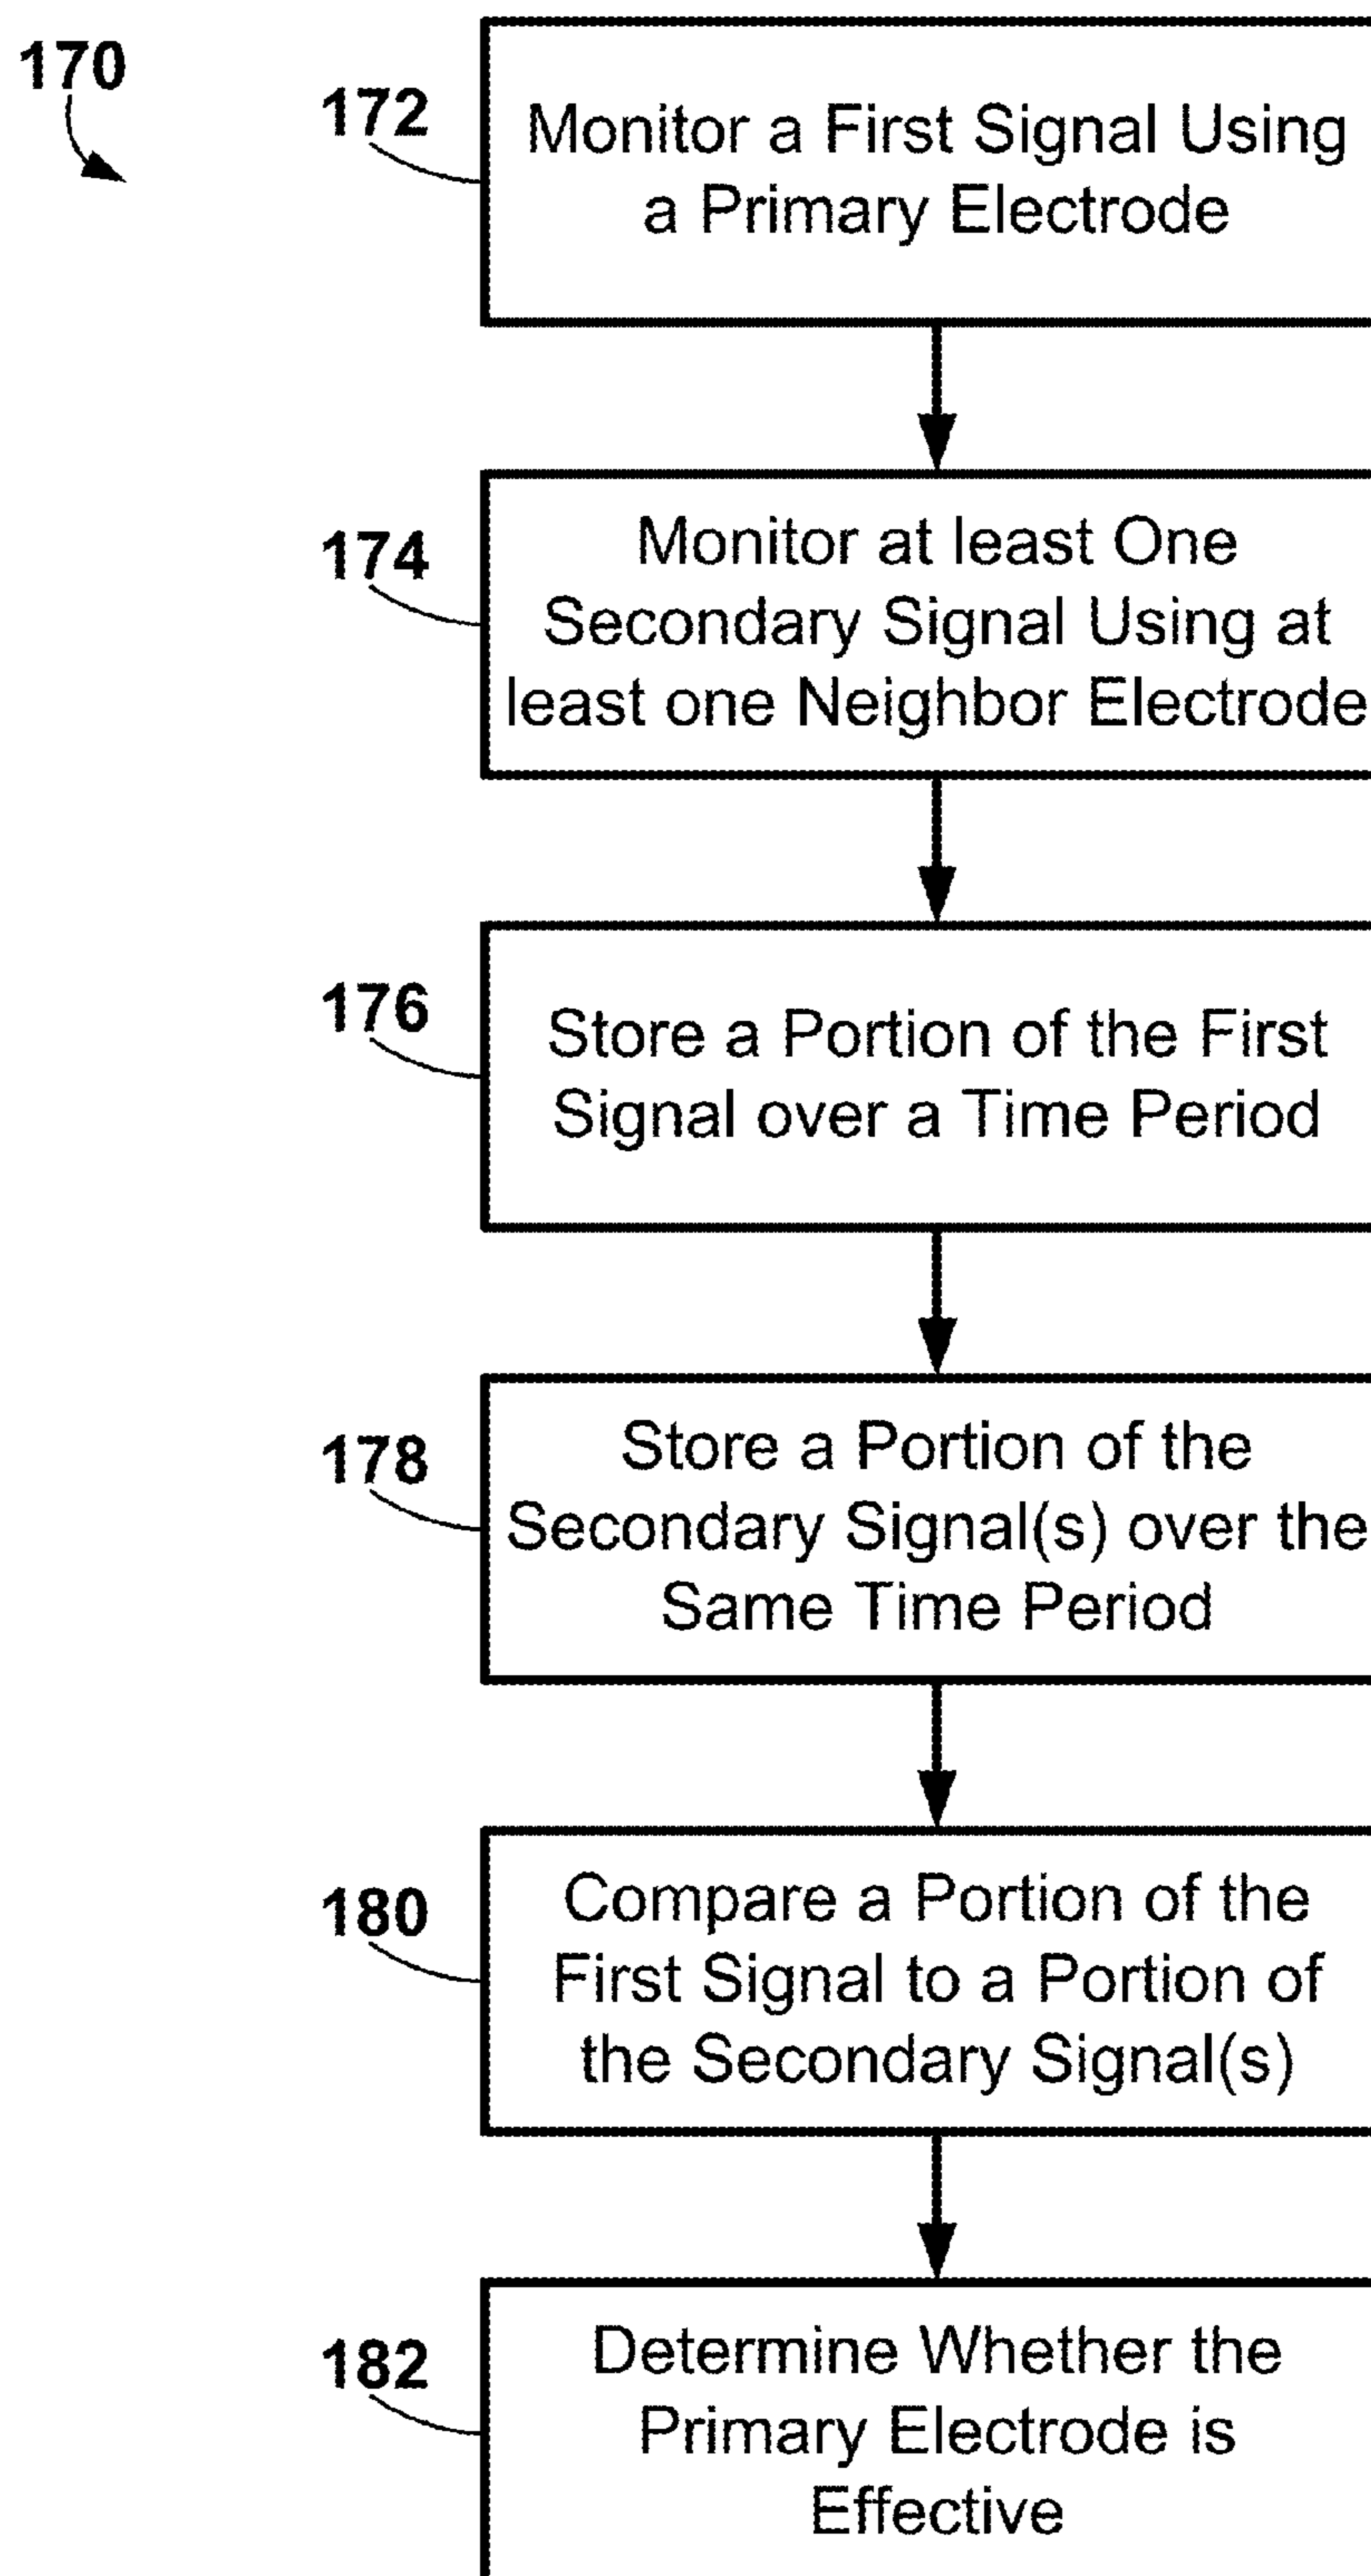 170
172
Monitor a First Signal Using
a Primary Electrode
174
Monitor at least One
Secondary Signal Using at
least one Neighbor Electrode
176
Store a Portion of the First
Signal over a Time Period
178
Store a Portion of the
Secondary Signal(s) over the
Same Time Period
180
Compare a Portion of the
First Signal to a Portion of
the Secondary Signal(s)
182
Determine Whether the
Primary Electrode is
Effective